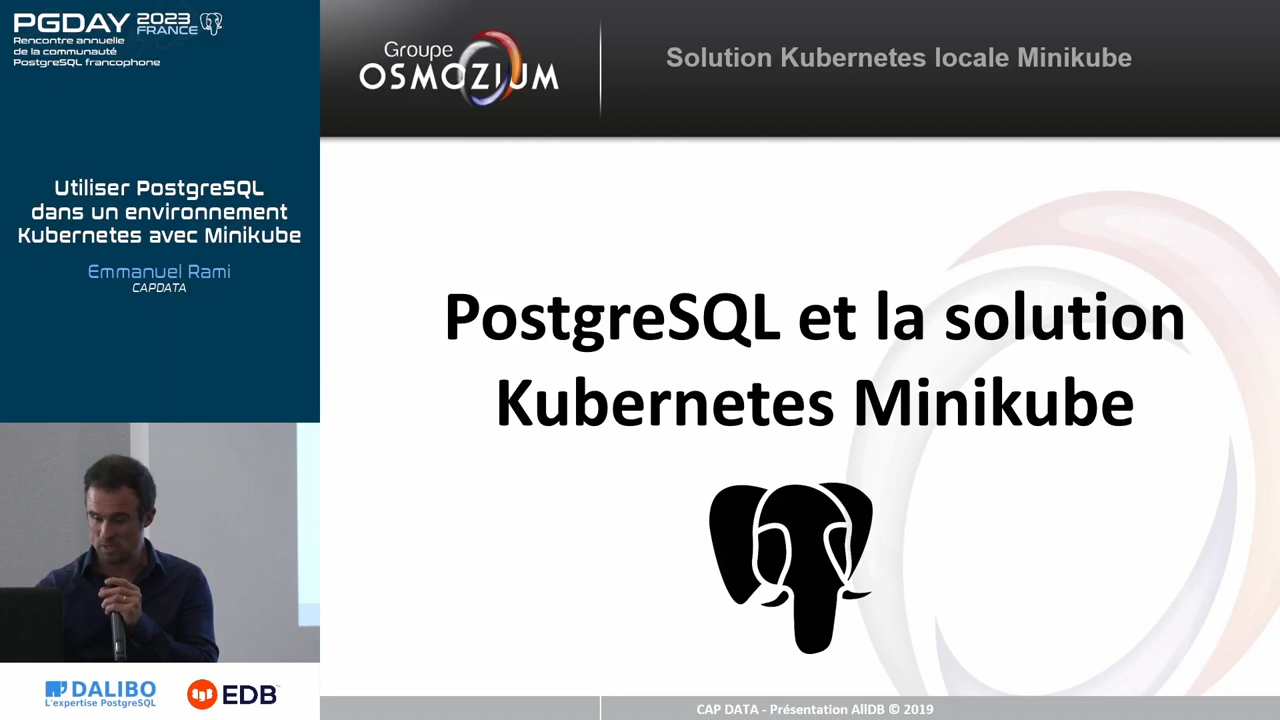 PGDAY 2023 FRANCE
Rencontre annuelle
de la communauté
PostgreSQL francophone
Utiliser PostgreSQL
dans un environnement
Kubernetes avec Minikube
Emmanuel Rami
CAPDATA
DALIBO
L'expertise PostgreSQL
EDB
Groupe
OSMOZIUM
Solution Kubernetes locale Minikube
PostgreSQL et la solution
Kubernetes Minikube
CAP DATA - Présentation AllDB © 2019